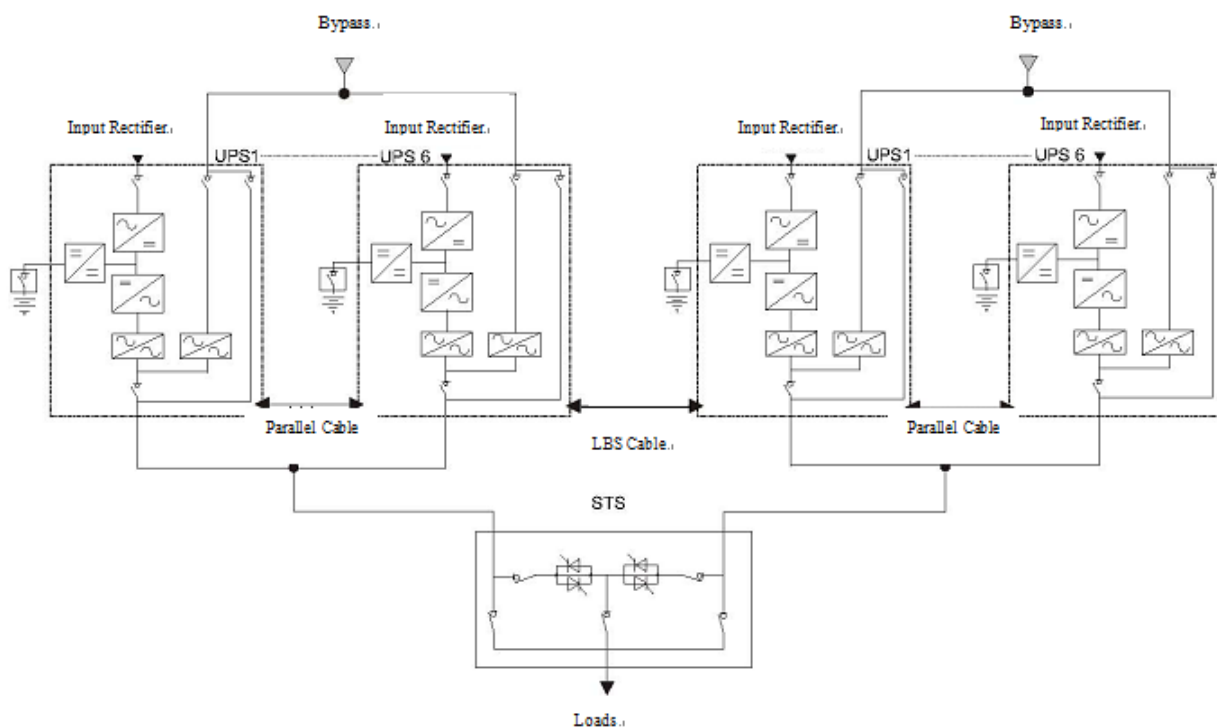 Bypass.
Bypass.
Input Rectifier.
Input Rectifier.
Input Rectifier.
Input Rectifier.
UPS1
UPS 6
UPS1
UPS 6
Parallel Cable
LBS Cable.
Parallel Cable
STS
Loads.